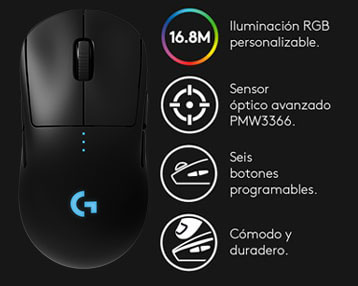 16.8M
Iluminación RGB
personalizable.
Sensor
óptico avanzado
PMW3366.
Seis
botones
programables.
Cómodo y
duradero.
G